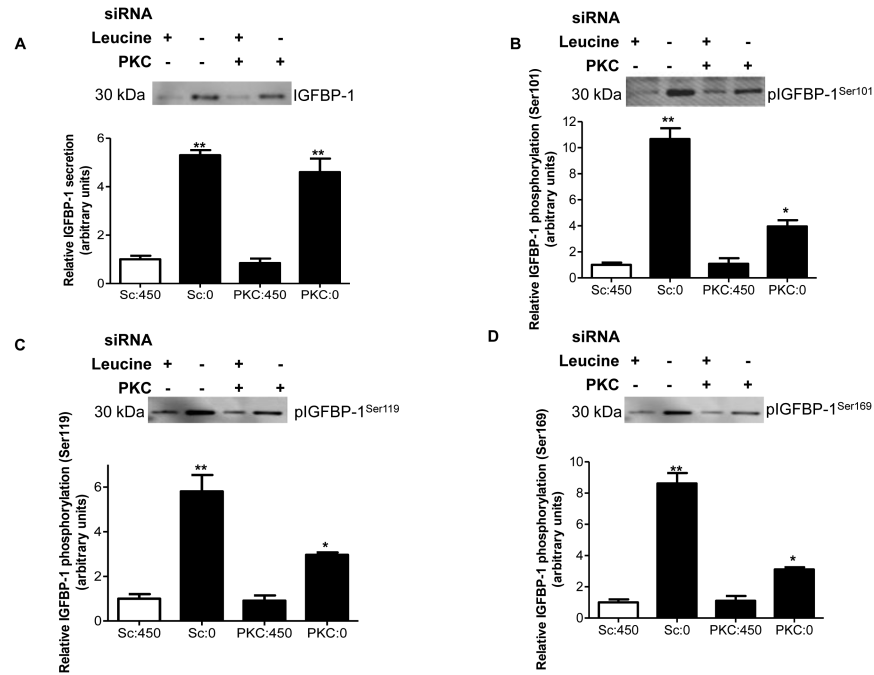 A
siRNA
Leucine + - + -
PKC - - + +
30 kDa IGFBP-1
Relative IGFBP-1 secretion
(arbitrary units)
6
4
2
0
** **
Sc:450 Sc:0 PKC:450 PKC:0
B
siRNA
Leucine + - + -
PKC - - + +
30 kDa pIGFBP-1Ser101
Relative IGFBP-1 phosphorylation (Ser101)
(arbitrary units)
12
10
8
6
4
2
0
** *
Sc:450 Sc:0 PKC:450 PKC:0
C
siRNA
Leucine + - + -
PKC - - + +
30 kDa pIGFBP-1Ser119
Relative IGFBP-1 phosphorylation (Ser119)
(arbitrary units)
6
4
2
0
** *
Sc:450 Sc:0 PKC:450 PKC:0
D
siRNA
Leucine + - + -
PKC - - + +
30 kDa pIGFBP-1Ser169
Relative IGFBP-1 phosphorylation (Ser169)
(arbitrary units)
10
8
6
4
2
0
** *
Sc:450 Sc:0 PKC:450 PKC:0